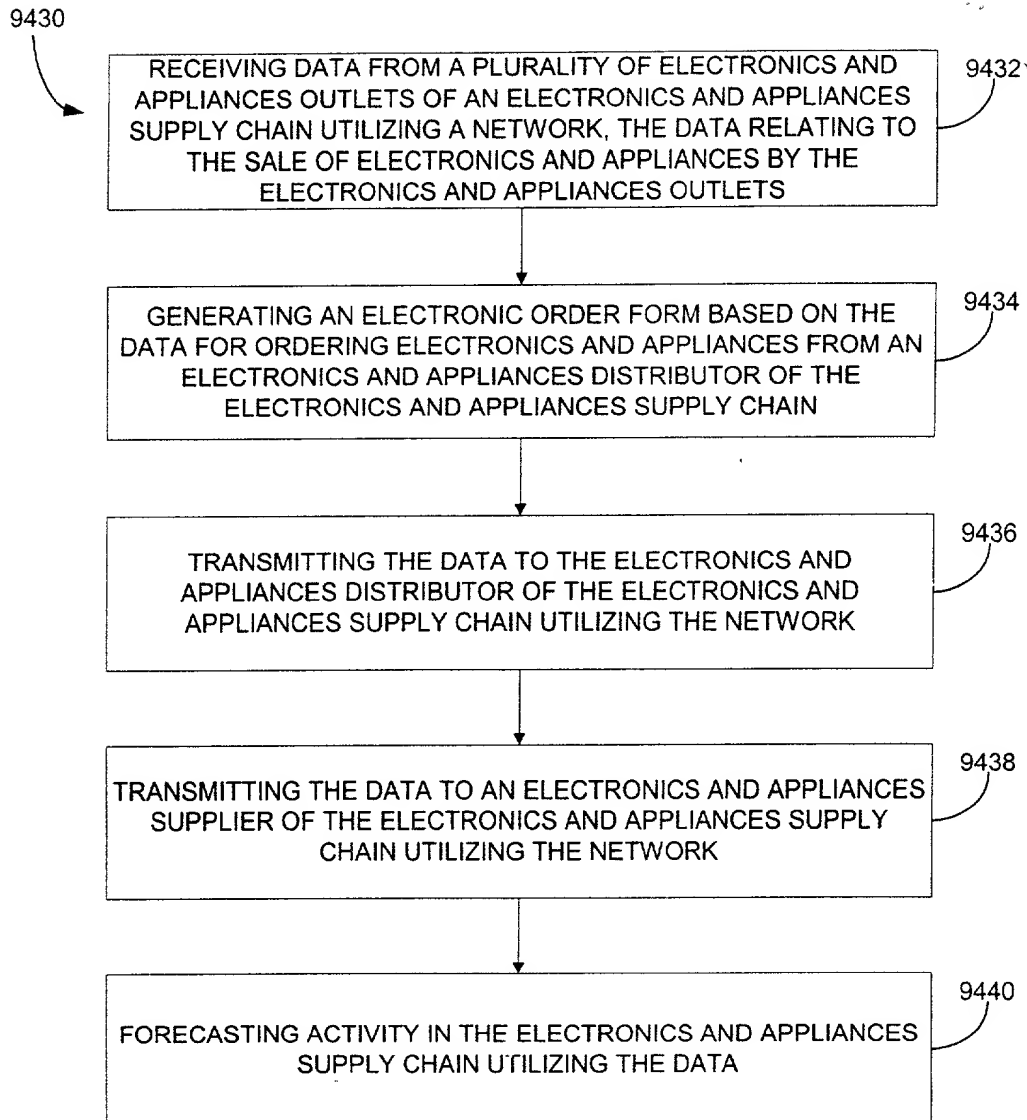 9430
RECEIVING DATA FROM A PLURALITY OF ELECTRONICS AND
APPLIANCES OUTLETS OF AN ELECTRONICS AND APPLIANCES
SUPPLY CHAIN UTILIZING A NETWORK, THE DATA RELATING TO
THE SALE OF ELECTRONICS AND APPLIANCES BY THE
ELECTRONICS AND APPLIANCES OUTLETS
9432
GENERATING AN ELECTRONIC ORDER FORM BASED ON THE
DATA FOR ORDERING ELECTRONICS AND APPLIANCES FROM AN
ELECTRONICS AND APPLIANCES DISTRIBUTOR OF THE
ELECTRONICS AND APPLIANCES SUPPLY CHAIN
9434
TRANSMITTING THE DATA TO THE ELECTRONICS AND
APPLIANCES DISTRIBUTOR OF THE ELECTRONICS AND
APPLIANCES SUPPLY CHAIN UTILIZING THE NETWORK
9436
TRANSMITTING THE DATA TO AN ELECTRONICS AND APPLIANCES
SUPPLIER OF THE ELECTRONICS AND APPLIANCES SUPPLY
CHAIN UTILIZING THE NETWORK
9438
FORECASTING ACTIVITY IN THE ELECTRONICS AND APPLIANCES
SUPPLY CHAIN UTILIZING THE DATA
9440